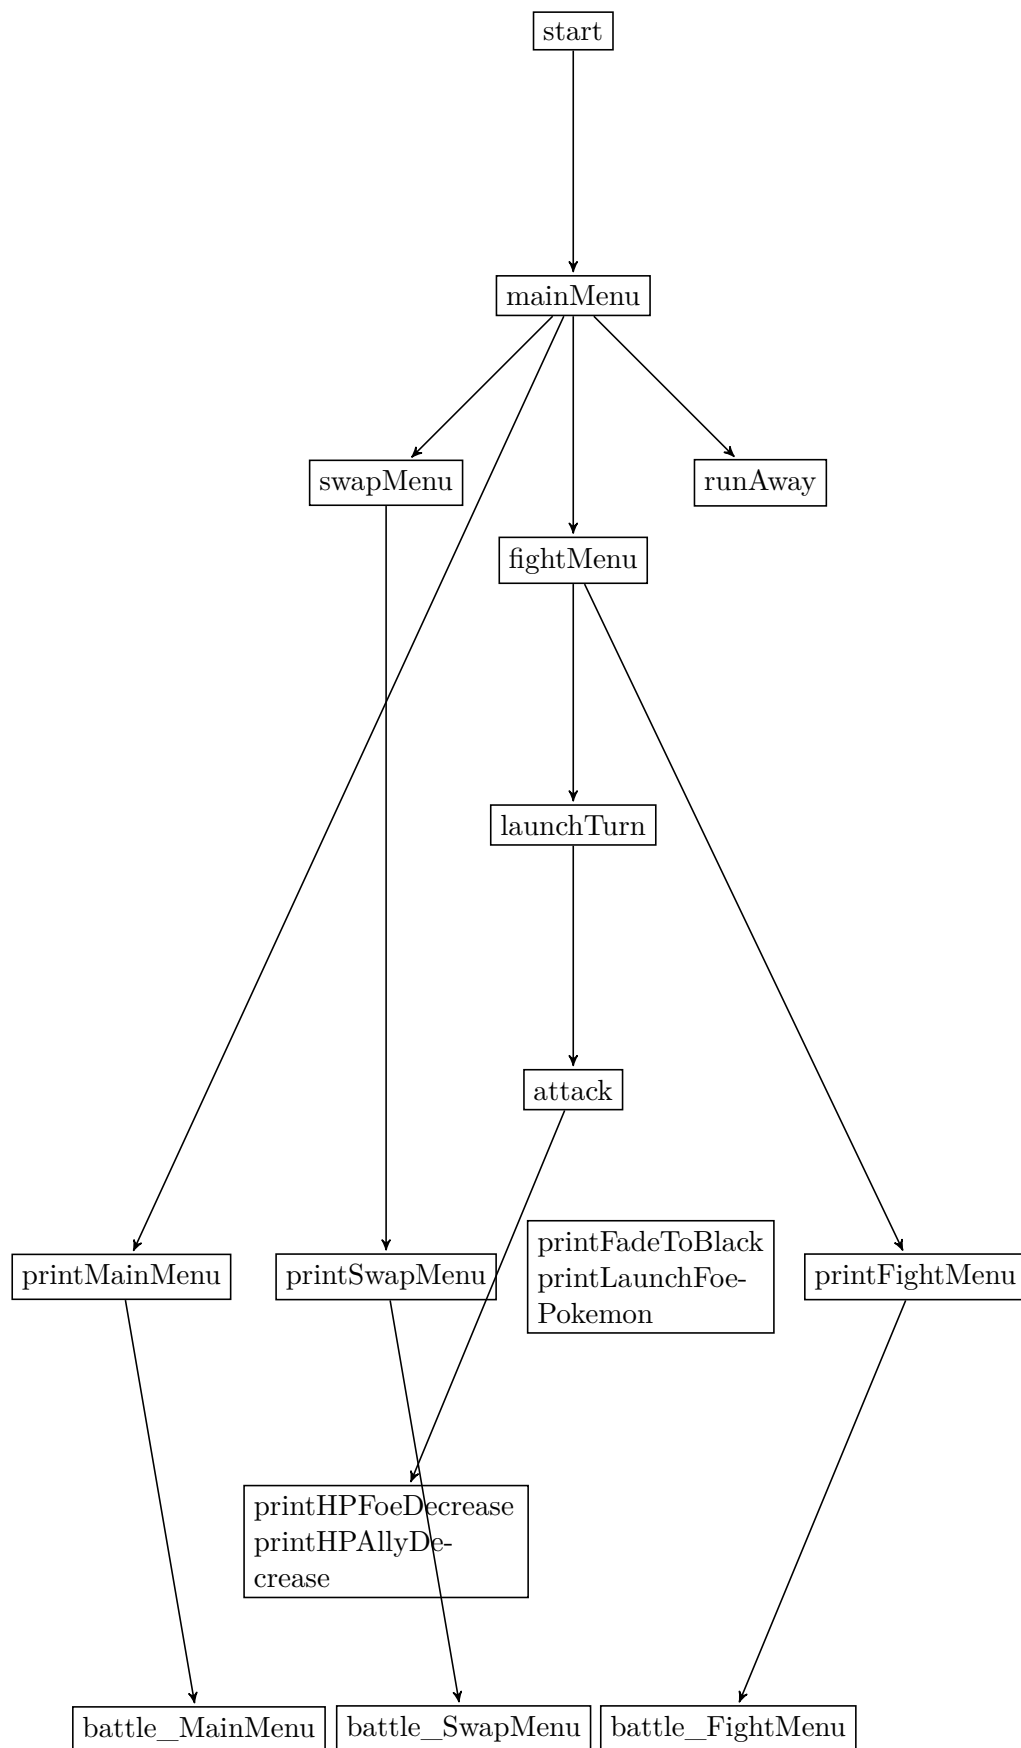 start
mainMenu
swapMenu
runAway
fightMenu
launchTurn
attack
printFadeToBlack
printLaunchFoe-
Pokemon
printMainMenu
printSwapMenu
printFightMenu
printHPFoeDecrease
printHPAllyDe-
crease
battle_MainMenu
battle_SwapMenu
battle_FightMenu